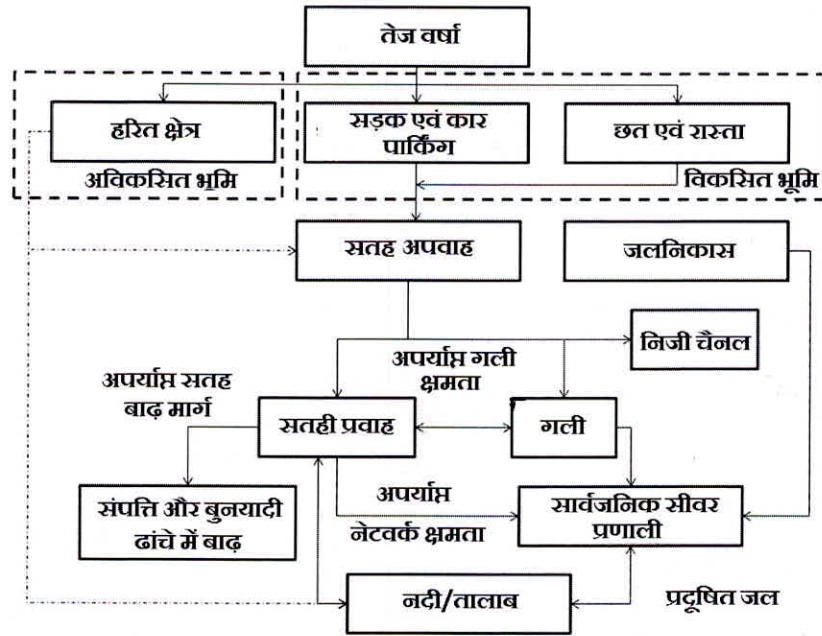 तेज वर्षा
हरित क्षेत्र
सड़क एवं कार
पार्किंग
छत एवं रास्ता
अविकसित भूमि
विकसित भूमि
सतह अपवाह
जलनिकास
निजी चैनल
अपर्याप्त गली
क्षमता
अपर्याप्त सतह
बाढ़ मार्ग
सतही प्रवाह
गली
संपत्ति और बुनयादी
ढांचे में बाढ़
अपर्याप्त
नेटवर्क क्षमता
सार्वजनिक सीवर
प्रणाली
नदी/तालाब
प्रदूषित जल